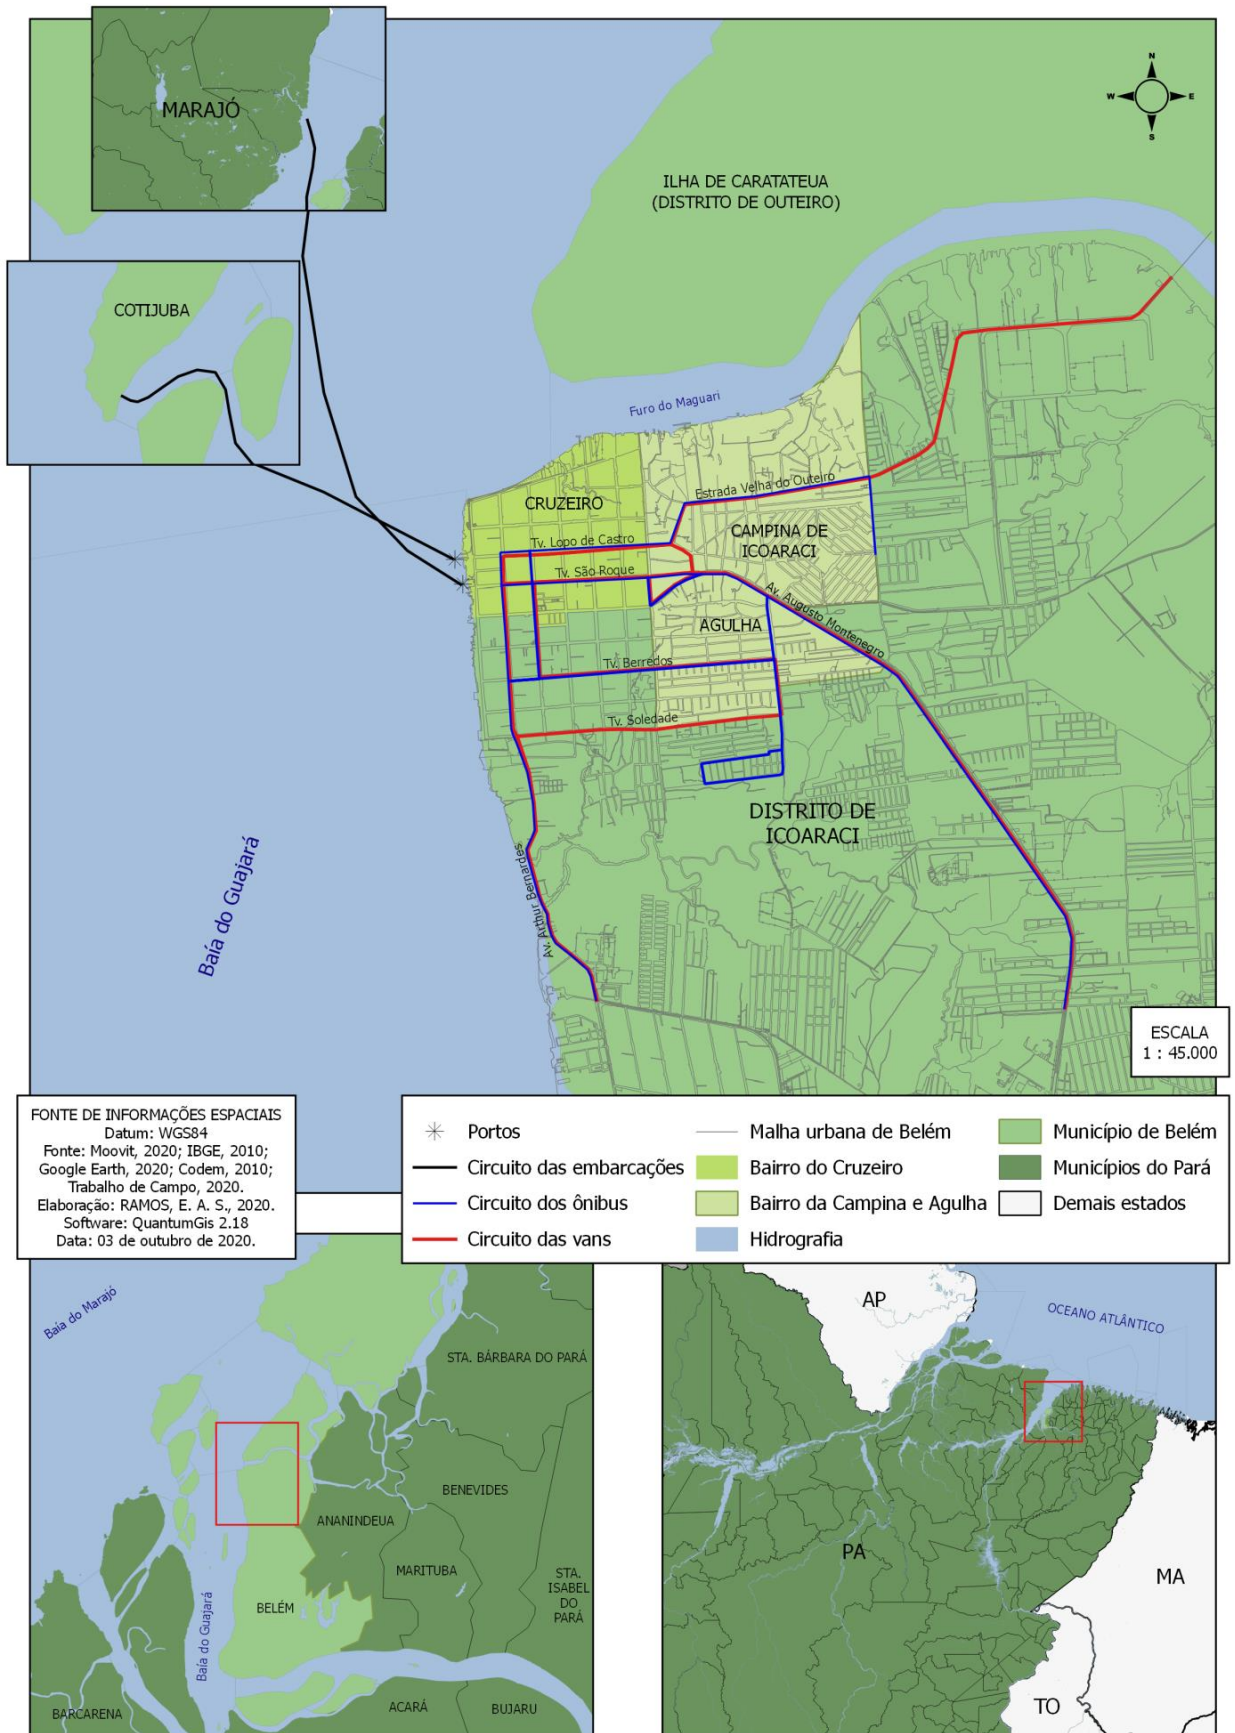 MARAJÓ
N
W
E
S
ILHA DE CARATATEUA
(DISTRITO DE OUTEIRO)
COTIJUBA
Furo do Maguari
Estrada Velha do Outeiro
CRUZEIRO
CAMPINA DE
ICOARACI
Tv. Lopo de Castro
Tv. São Roque
Av. Augusto Montenegro
AGULHA
Tv. Berredos
Tv. Soledade
DISTRITO DE
ICOARACI
Baía do Guajará
Av. Arthur Bernardes
ESCALA
1 : 45.000
FONTE DE INFORMAÇÕES ESPACIAIS
Datum: WGS84
Fonte: Moovit, 2020; IBGE, 2010;
Google Earth, 2020; Codem, 2010;
Trabalho de Campo, 2020.
Elaboração: RAMOS, E. A. S., 2020.
Software: QuantumGis 2.18
Data: 03 de outubro de 2020.
Portos
Circuito das embarcações
Circuito dos ônibus
Circuito das vans
Malha urbana de Belém
Bairro do Cruzeiro
Bairro da Campina e Agulha
Hidrografia
Município de Belém
Municípios do Pará
Demais estados
Baía do Marajó
STA. BÁRBARA DO PARÁ
BENEVIDES
ANANINDEUA
MARITUBA
STA.
ISABEL
DO
PARÁ
BELÉM
Baía do Guajará
BARCARENA
ACARÁ
BUJARU
AP
OCEANO ATLÂNTICO
PA
MA
TO